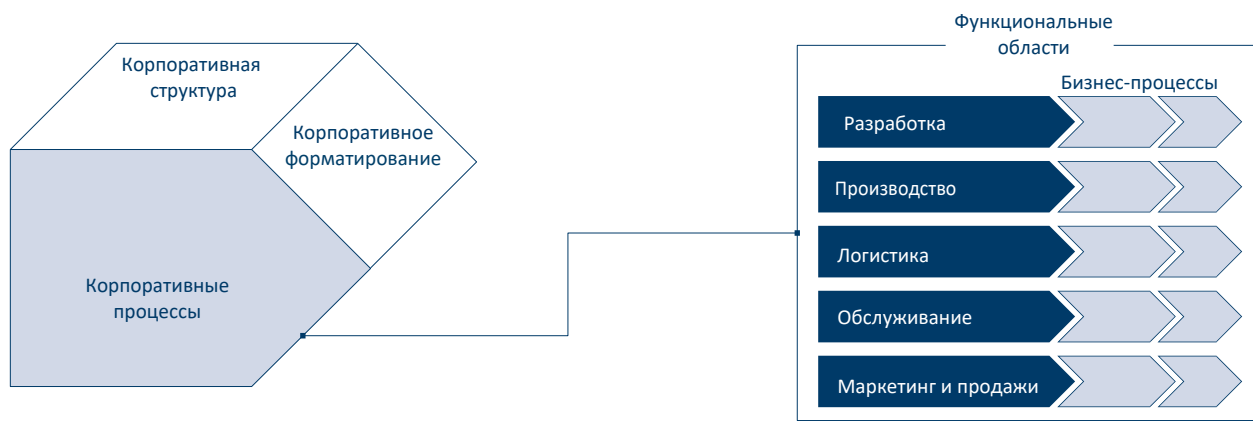 Корпоративная
структура
Корпоративное
форматирование
Корпоративные
процессы
Функциональные
области
Бизнес-процессы
Разработка
Производство
Логистика
Обслуживание
Маркетинг и продажи